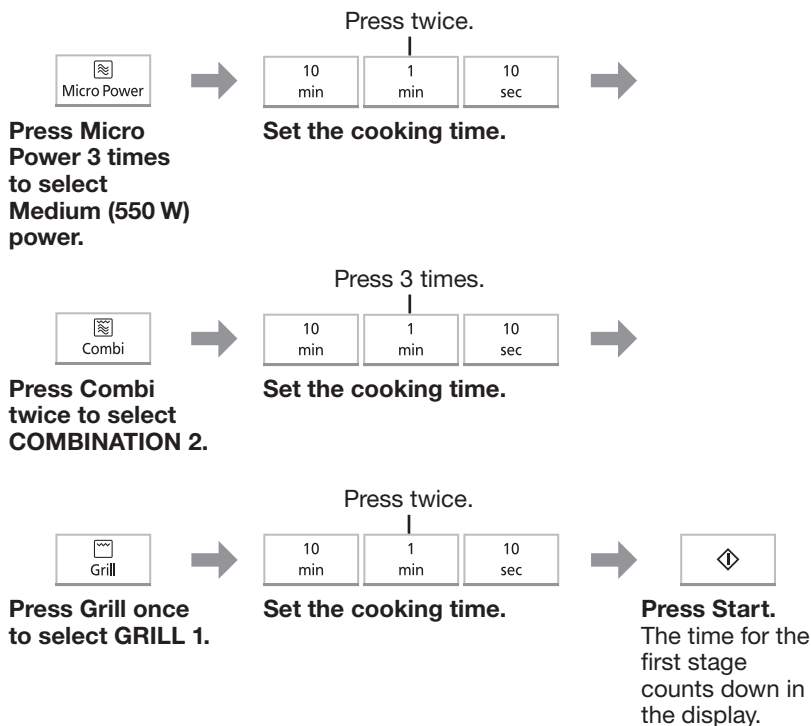 Press twice.
Micro Power
10 min
1 min
10 sec
Press Micro
Power 3 times
to select
Medium (550 W)
power.
Set the cooking time.
Press 3 times.
Combi
10 min
1 min
10 sec
Press Combi
twice to select
COMBINATION 2.
Set the cooking time.
Press twice.
Grill
10 min
1 min
10 sec
Press Grill once
to select GRILL 1.
Set the cooking time.
Press Start.
The time for the
first stage
counts down in
the display.